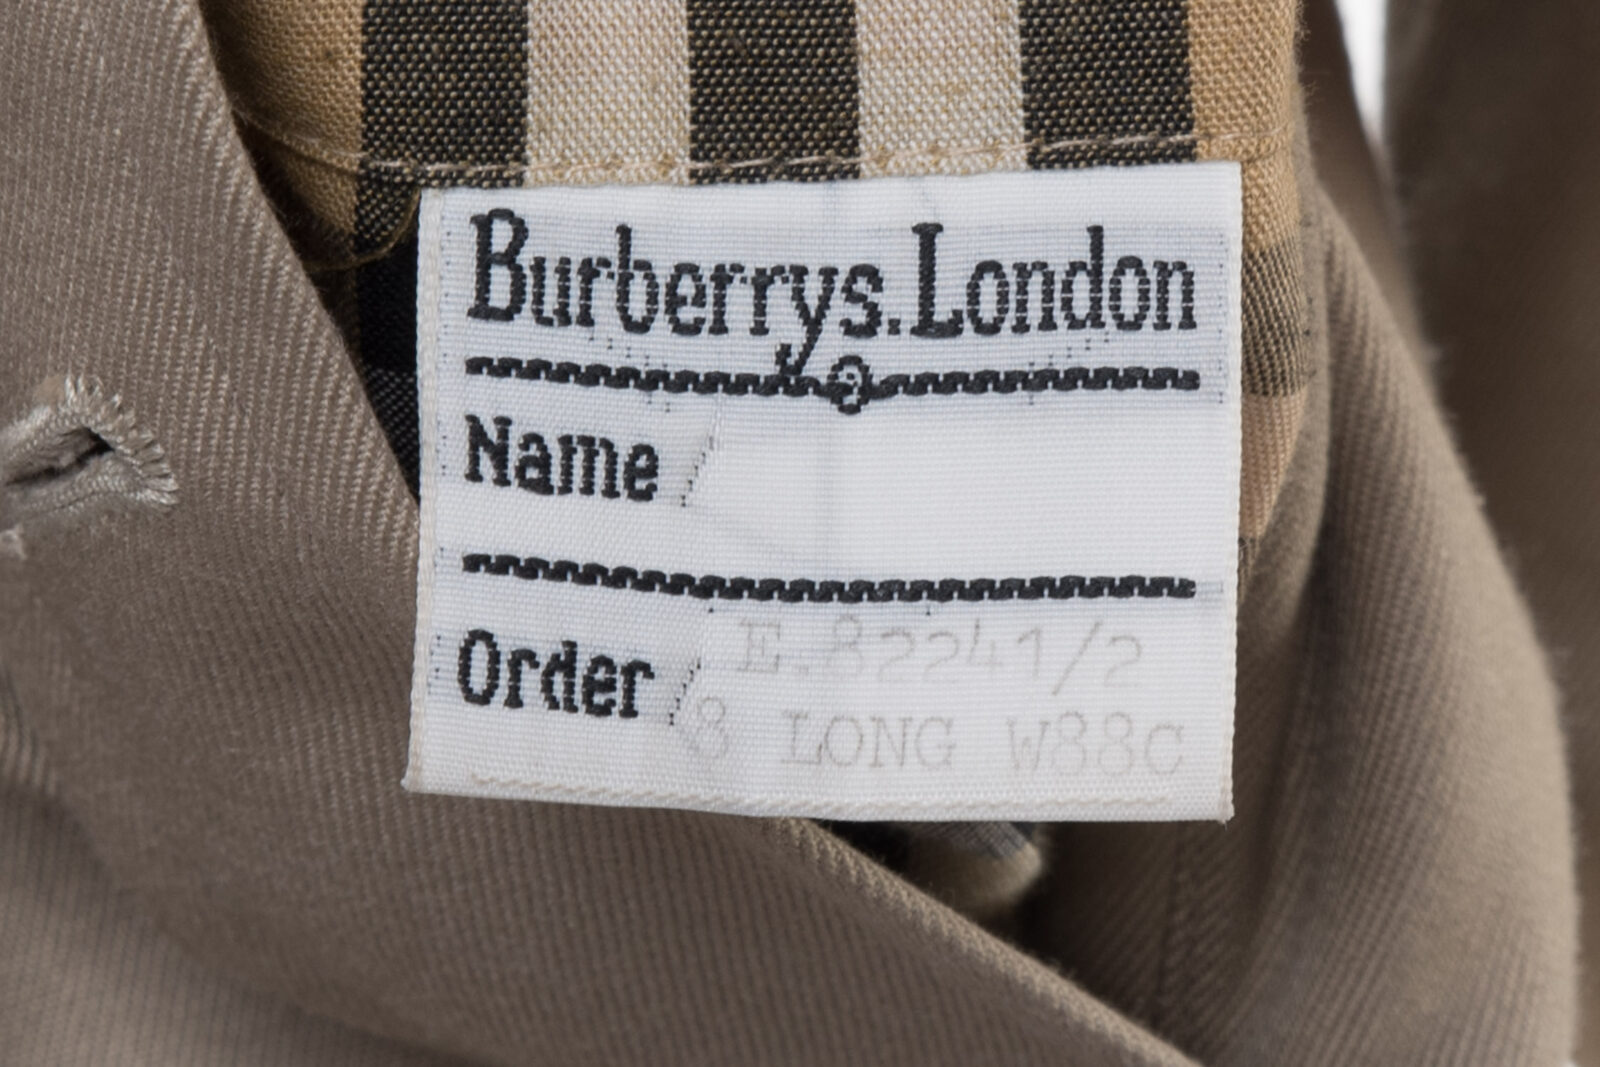 Burberrys.London
Name
Order
E.82241/2
8 LONG W88C